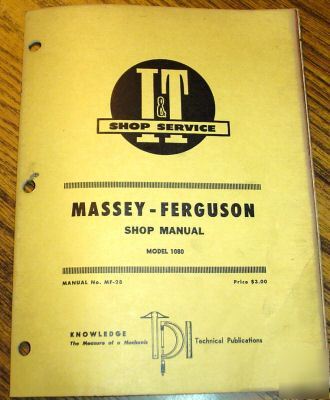 I&T
SHOP SERVICE
MASSEY-FERGUSON
SHOP MANUAL
MODEL 1080
MANUAL No. MF-28 Price $3.00
KNOWLEDGE
The Measure of a Mechanic
TPI Technical Publications